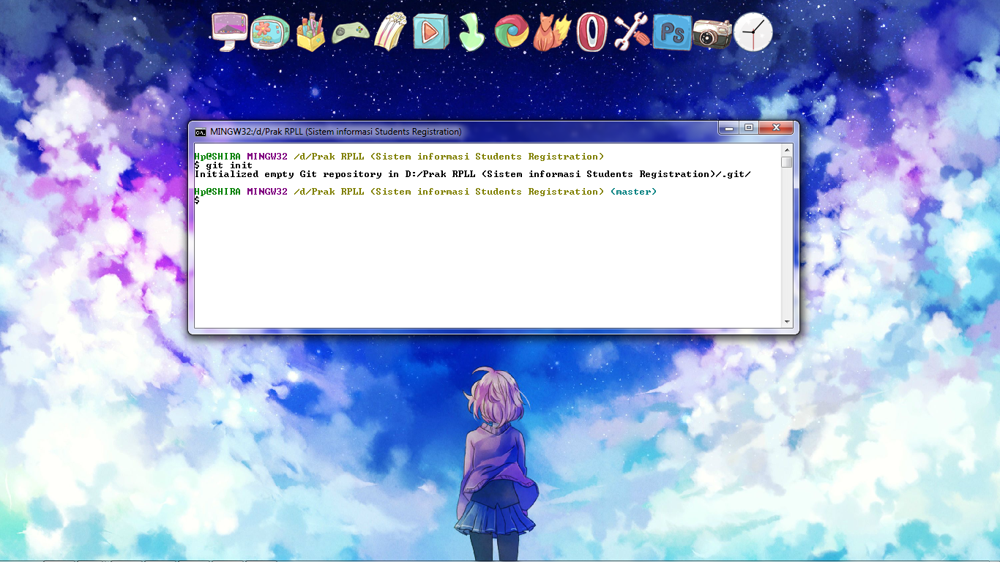 Ps
MINGW32:/d/Prak RPLL (Sistem informasi Students Registration)
Hp@SHIRA MINGW32 /d/Prak RPLL (Sistem informasi Students Registration)
$ git init
Initialized empty Git repository in D:/Prak RPLL (Sistem informasi Students Registration)/.git/
Hp@SHIRA MINGW32 /d/Prak RPLL (Sistem informasi Students Registration) (master)
$